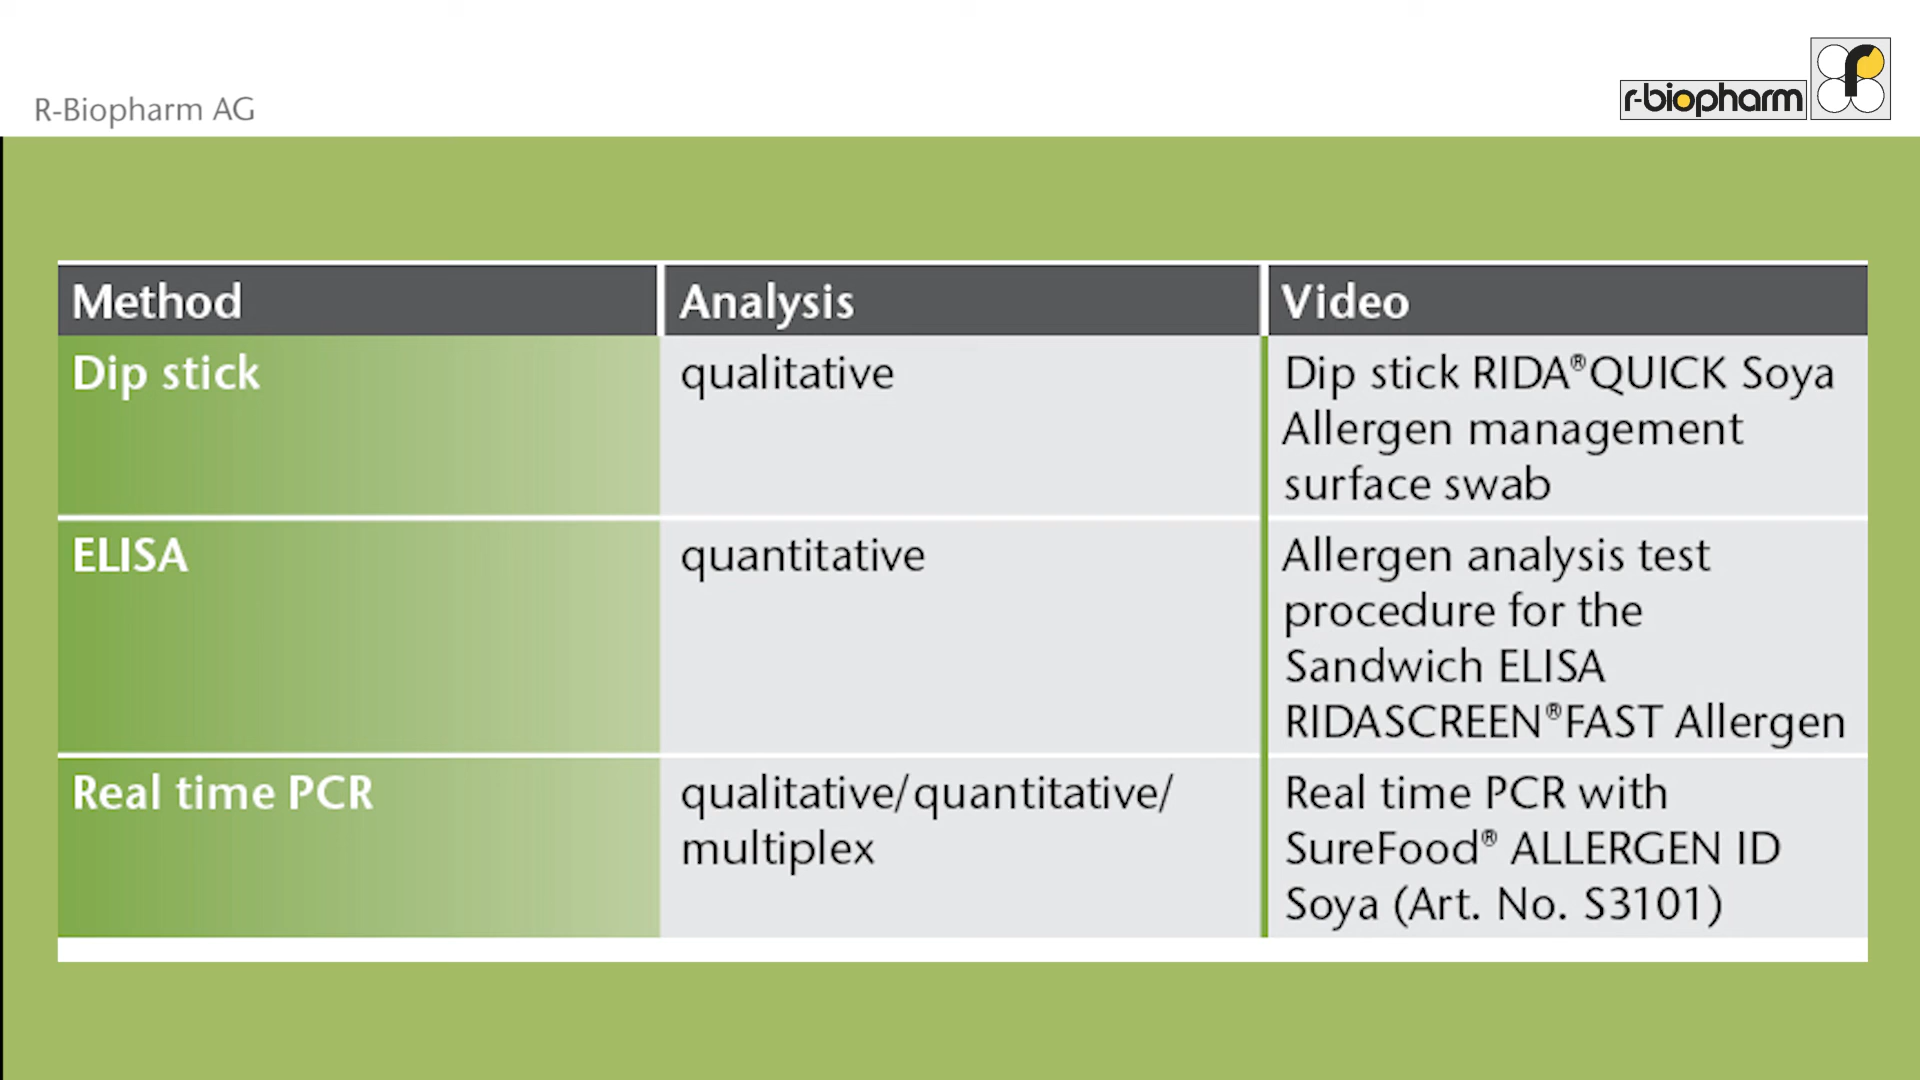 R-Biopharm AG
r-biopharm
r
Method
Analysis
Video
Dip stick
qualitative
Dip stick RIDA®QUICK Soya
Allergen management
surface swab
ELISA
quantitative
Allergen analysis test
procedure for the
Sandwich ELISA
RIDASCREEN®FAST Allergen
Real time PCR
qualitative/quantitative/
multiplex
Real time PCR with
SureFood® ALLERGEN ID
Soya (Art. No. S3101)